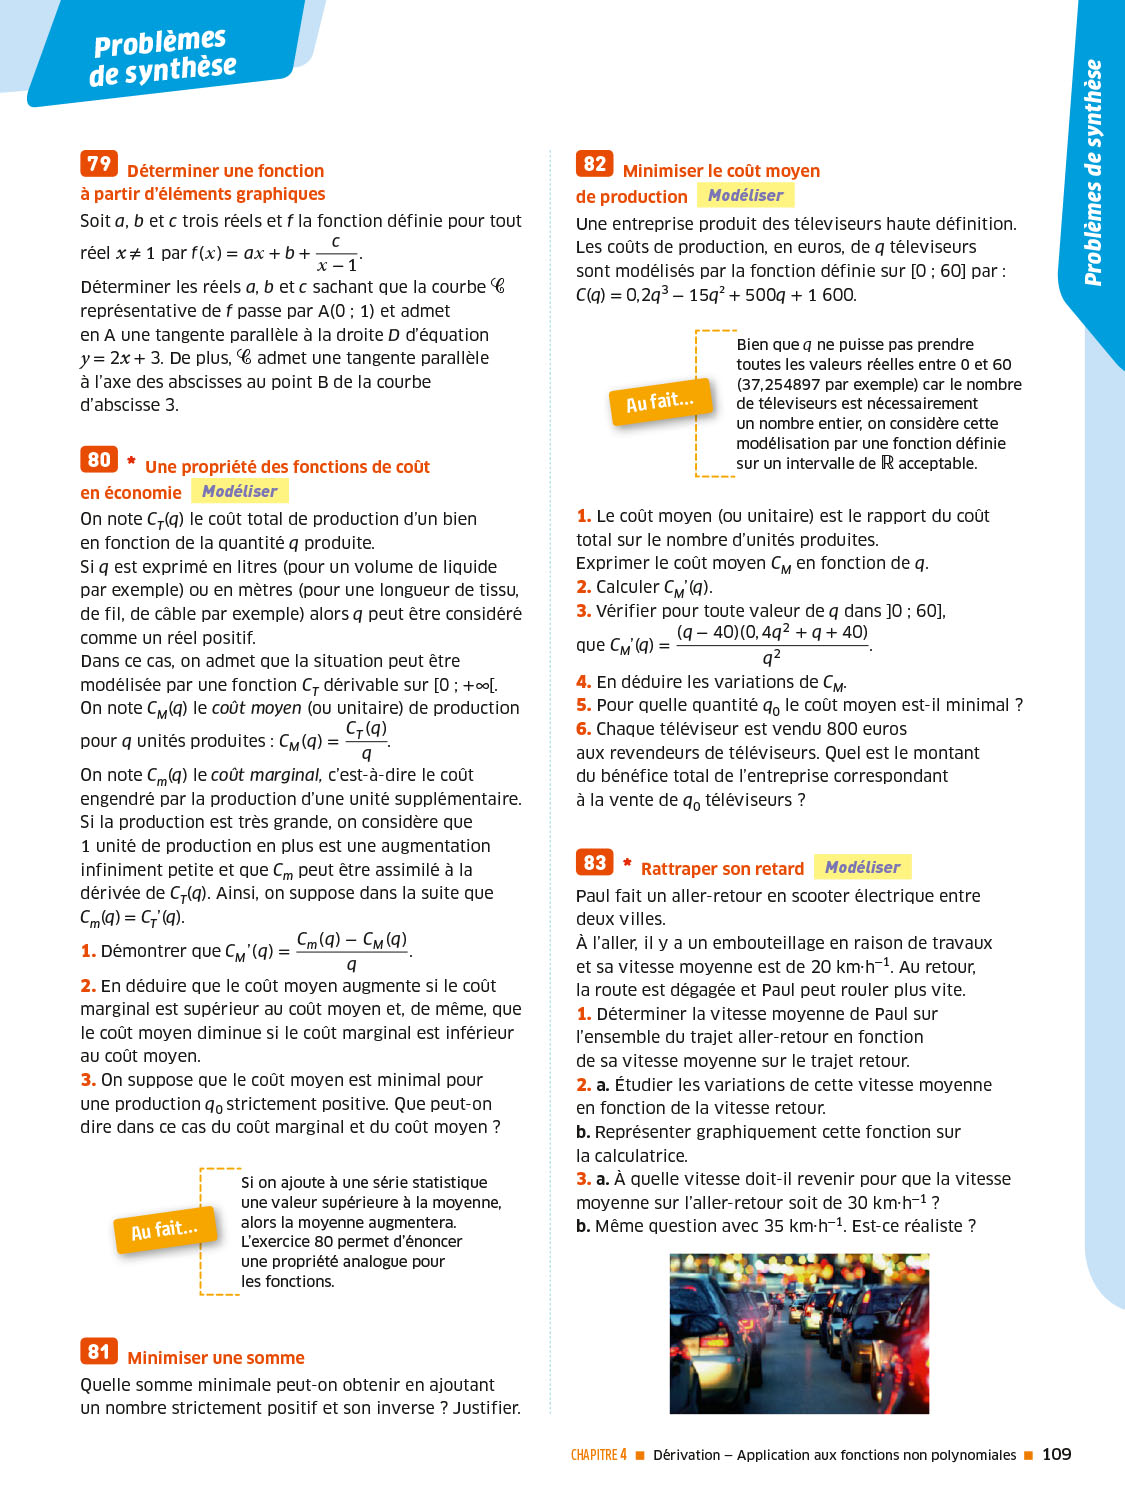 Problèmes
de synthèse
Problèmes de synthèse
79 Déterminer une fonction
à partir d'éléments graphiques
Soit a, b et c trois réels et f la fonction définie pour tout
réel x ≠ 1 par f(x) = ax + b + c/(x − 1).
Déterminer les réels a, b et c sachant que la courbe 𝒞
représentative de f passe par A(0 ; 1) et admet
en A une tangente parallèle à la droite D d'équation
y = 2x + 3. De plus, 𝒞 admet une tangente parallèle
à l'axe des abscisses au point B de la courbe
d'abscisse 3.
80 * Une propriété des fonctions de coût
en économie Modéliser
On note C_T(q) le coût total de production d'un bien
en fonction de la quantité q produite.
Si q est exprimé en litres (pour un volume de liquide
par exemple) ou en mètres (pour une longueur de tissu,
de fil, de câble par exemple) alors q peut être considéré
comme un réel positif.
Dans ce cas, on admet que la situation peut être
modélisée par une fonction C_T dérivable sur [0 ; +∞[.
On note C_M(q) le coût moyen (ou unitaire) de production
pour q unités produites : C_M(q) = C_T(q)/q.
On note C_m(q) le coût marginal, c'est-à-dire le coût
engendré par la production d'une unité supplémentaire.
Si la production est très grande, on considère que
1 unité de production en plus est une augmentation
infiniment petite et que C_m peut être assimilé à la
dérivée de C_T(q). Ainsi, on suppose dans la suite que
C_m(q) = C_T'(q).
1. Démontrer que C_M'(q) = (C_m(q) − C_M(q))/q.
2. En déduire que le coût moyen augmente si le coût
marginal est supérieur au coût moyen et, de même, que
le coût moyen diminue si le coût marginal est inférieur
au coût moyen.
3. On suppose que le coût moyen est minimal pour
une production q₀ strictement positive. Que peut-on
dire dans ce cas du coût marginal et du coût moyen ?
Au fait...
Si on ajoute à une série statistique
une valeur supérieure à la moyenne,
alors la moyenne augmentera.
L'exercice 80 permet d'énoncer
une propriété analogue pour
les fonctions.
81 Minimiser une somme
Quelle somme minimale peut-on obtenir en ajoutant
un nombre strictement positif et son inverse ? Justifier.
82 Minimiser le coût moyen
de production Modéliser
Une entreprise produit des téleviseurs haute définition.
Les coûts de production, en euros, de q téleviseurs
sont modélisés par la fonction définie sur [0 ; 60] par :
C(q) = 0,2q³ − 15q² + 500q + 1 600.
Au fait...
Bien que q ne puisse pas prendre
toutes les valeurs réelles entre 0 et 60
(37,254897 par exemple) car le nombre
de téleviseurs est nécessairement
un nombre entier, on considère cette
modélisation par une fonction définie
sur un intervalle de ℝ acceptable.
1. Le coût moyen (ou unitaire) est le rapport du coût
total sur le nombre d'unités produites.
Exprimer le coût moyen C_M en fonction de q.
2. Calculer C_M'(q).
3. Vérifier pour toute valeur de q dans ]0 ; 60],
que C_M'(q) = (q − 40)(0,4q² + q + 40)/q².
4. En déduire les variations de C_M.
5. Pour quelle quantité q₀ le coût moyen est-il minimal ?
6. Chaque téléviseur est vendu 800 euros
aux revendeurs de téléviseurs. Quel est le montant
du bénéfice total de l'entreprise correspondant
à la vente de q₀ téléviseurs ?
83 * Rattraper son retard Modéliser
Paul fait un aller-retour en scooter électrique entre
deux villes.
À l'aller, il y a un embouteillage en raison de travaux
et sa vitesse moyenne est de 20 km·h⁻¹. Au retour,
la route est dégagée et Paul peut rouler plus vite.
1. Déterminer la vitesse moyenne de Paul sur
l'ensemble du trajet aller-retour en fonction
de sa vitesse moyenne sur le trajet retour.
2. a. Étudier les variations de cette vitesse moyenne
en fonction de la vitesse retour.
b. Représenter graphiquement cette fonction sur
la calculatrice.
3. a. À quelle vitesse doit-il revenir pour que la vitesse
moyenne sur l'aller-retour soit de 30 km·h⁻¹ ?
b. Même question avec 35 km·h⁻¹. Est-ce réaliste ?
CHAPITRE 4 ■ Dérivation – Application aux fonctions non polynomiales ■ 109